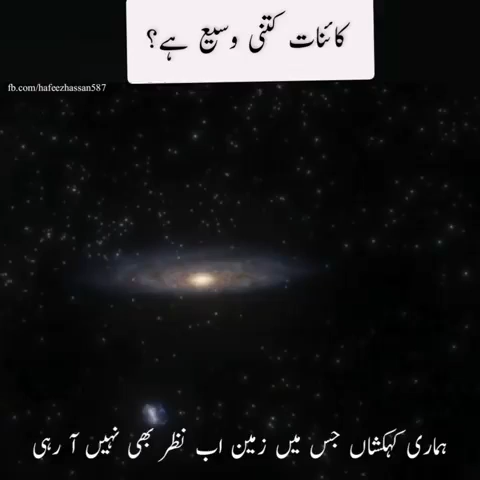 کائنات کتنی وسیع ہے؟
fb.com/hafeezhassan587
ہماری کہکشاں جس میں زمین اب نظر بھی نہیں آ رہی